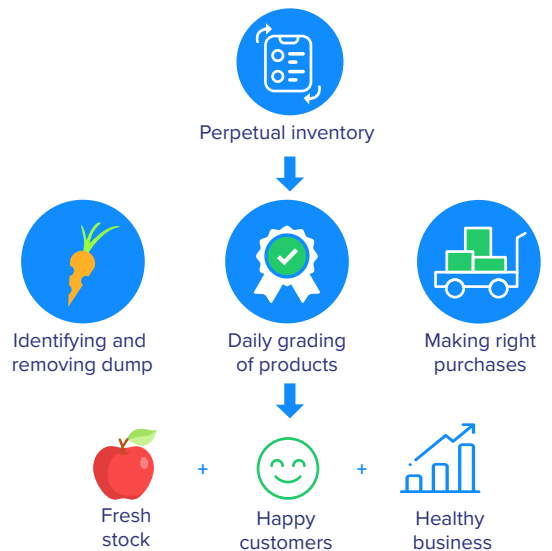 Perpetual inventory
Identifying and
removing dump
Daily grading
of products
Making right
purchases
+
+
Fresh
stock
Happy
customers
Healthy
business